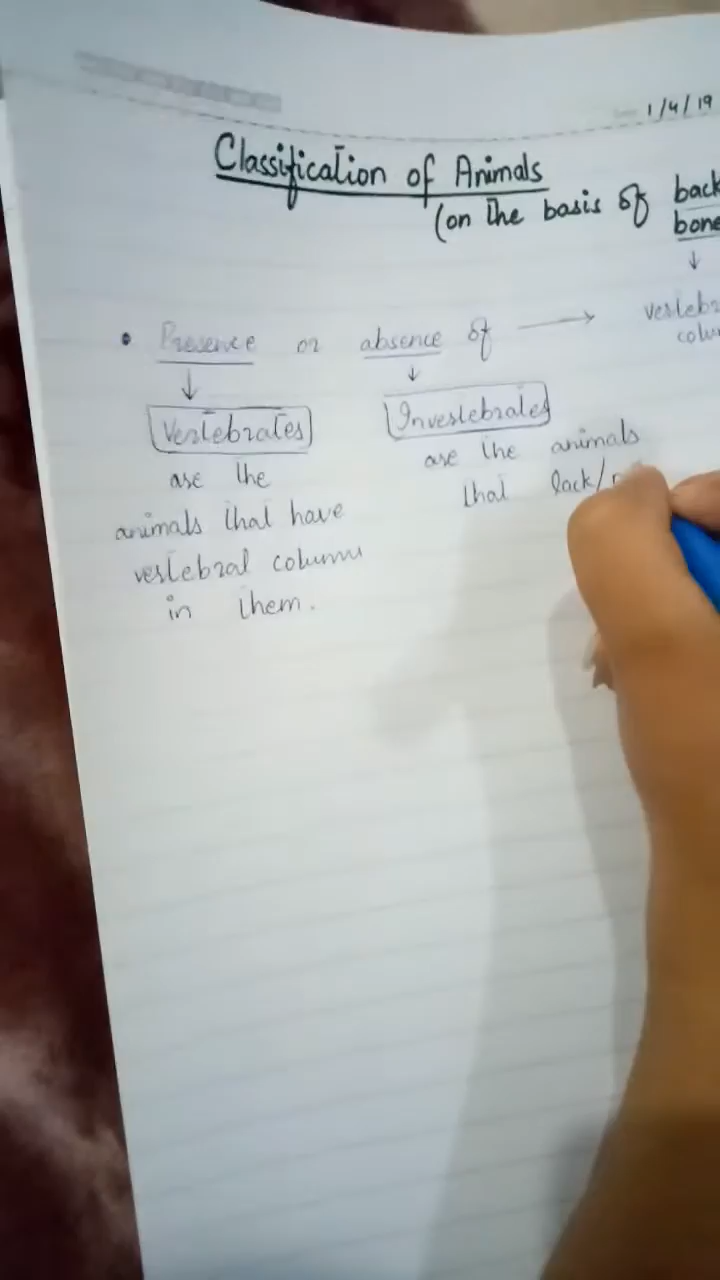 1/4/19
Classification of Animals
(on the basis of back
bone
↓
• Presence or absence of → vertebra
colu
↓ ↓
Vertebrates Invertebrates
are the are the animals
that lack/
animals that have
vertebral column
in them.